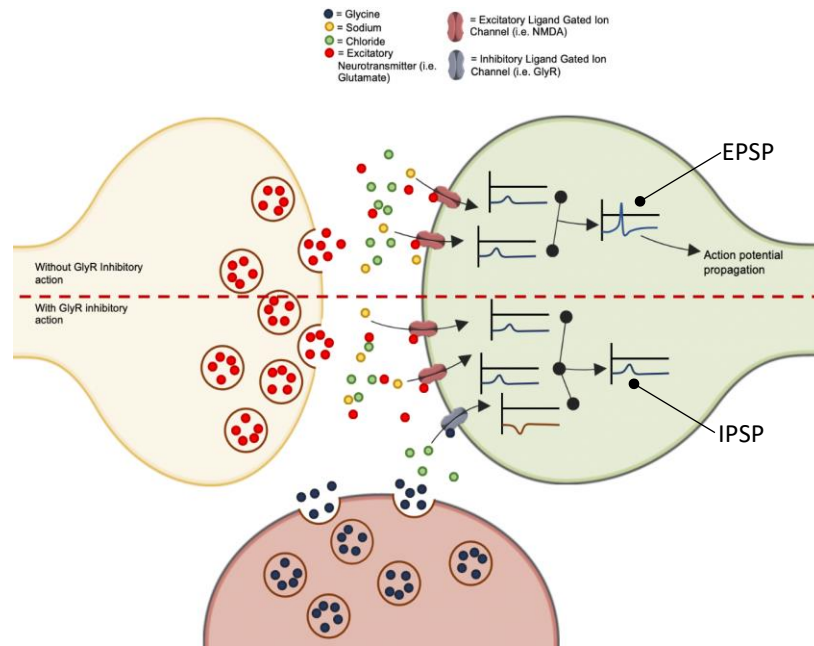 = Glycine
= Sodium
= Chloride
= Excitatory
Neurotransmitter (i.e.
Glutamate)
= Excitatory Ligand Gated Ion
Channel (i.e. NMDA)
= Inhibitory Ligand Gated Ion
Channel (i.e. GlyR)
EPSP
Action potential
propagation
Without GlyR Inhibitory
action
With GlyR inhibitory
action
IPSP